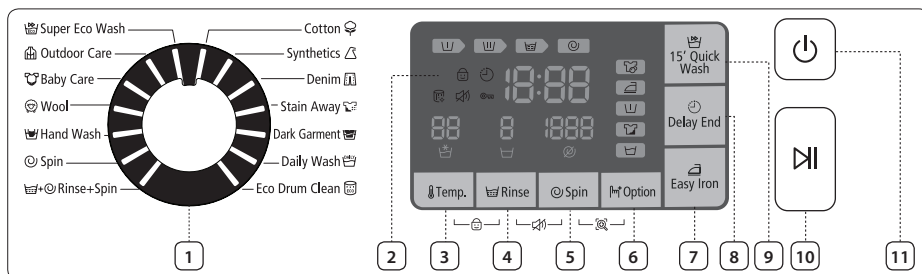 Super Eco Wash
Outdoor Care
Baby Care
Wool
Hand Wash
Spin
+ Rinse+Spin
Cotton
Synthetics
Denim
Stain Away
Dark Garment
Daily Wash
Eco Drum Clean
18:88
88 8 1888
Temp. Rinse Spin Option
15' Quick
Wash
Delay End
Easy Iron
1 2 3 4 5 6 7 8 9 10 11